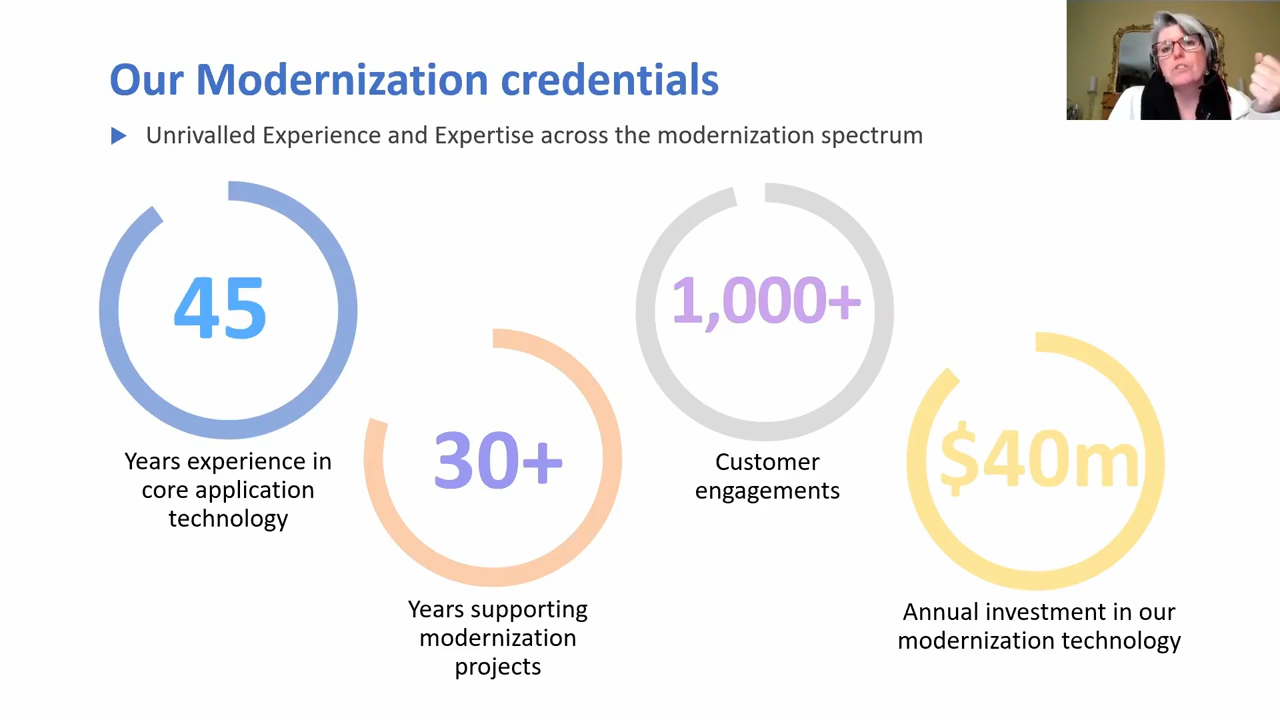 Our Modernization credentials
Unrivalled Experience and Expertise across the modernization spectrum
45
Years experience in
core application
technology
30+
Years supporting
modernization
projects
1,000+
Customer
engagements
$40m
Annual investment in our
modernization technology